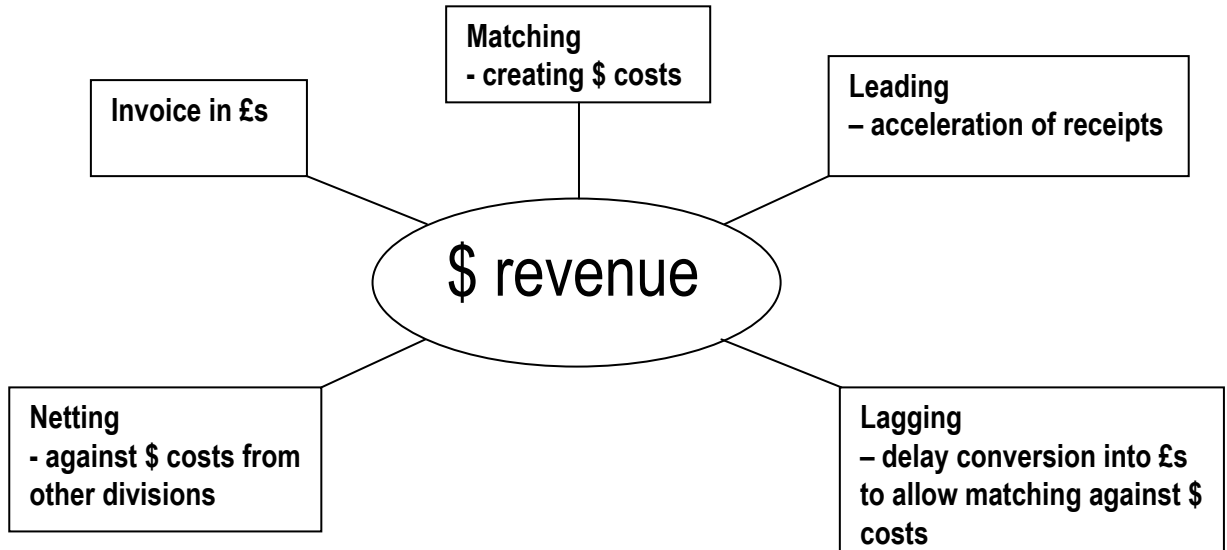 Matching
- creating $ costs
Invoice in £s
Leading
– acceleration of receipts
$ revenue
Netting
- against $ costs from
other divisions
Lagging
– delay conversion into £s
to allow matching against $
costs